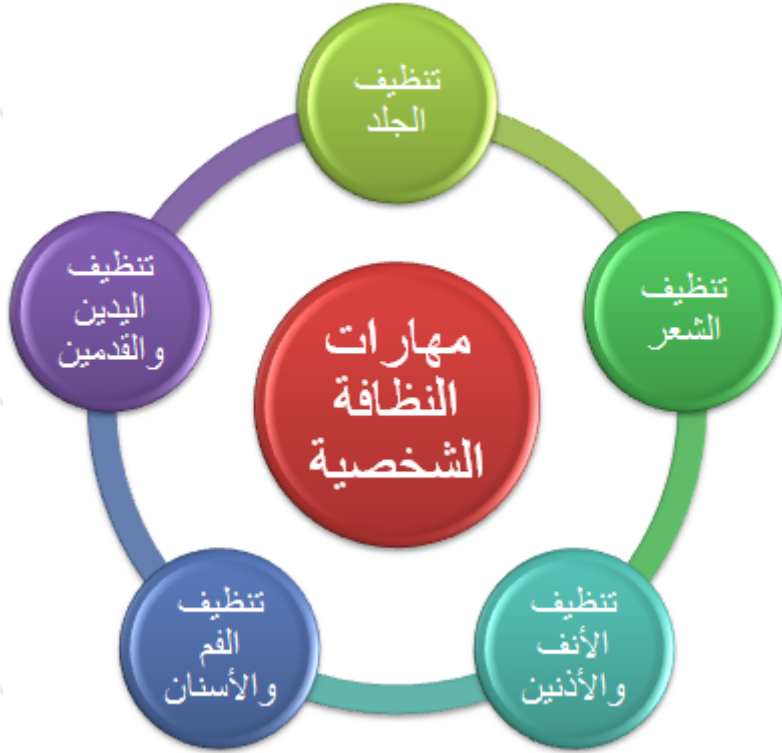 تنظيف
الجلد
تنظيف
الشعر
تنظيف
الأنف
والأذنين
تنظيف
الفم
والأسنان
تنظيف
اليدين
والقدمين
مهارات
النظافة
الشخصية